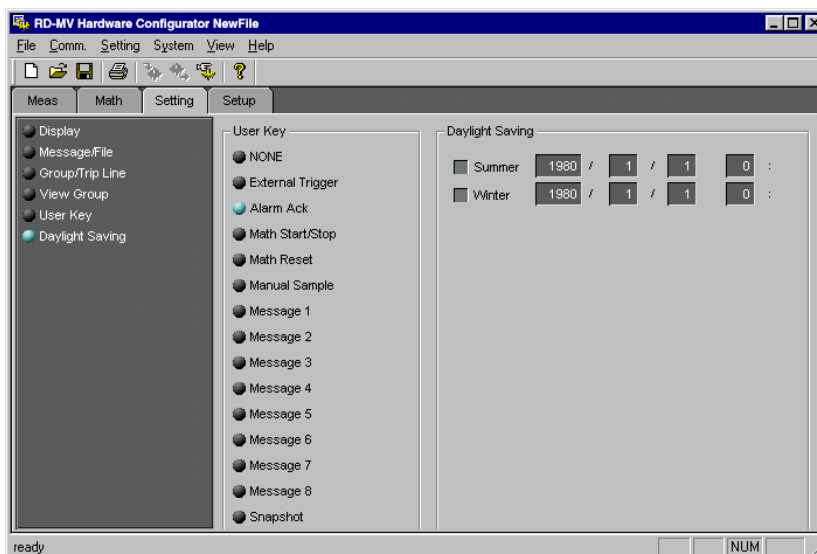 RD-MV Hardware Configurator NewFile
File Comm. Setting System View Help
Meas Math Setting Setup
Display
Message/File
Group/Trip Line
View Group
User Key
Daylight Saving
User Key
NONE
External Trigger
Alarm Ack
Math Start/Stop
Math Reset
Manual Sample
Message 1
Message 2
Message 3
Message 4
Message 5
Message 6
Message 7
Message 8
Snapshot
Daylight Saving
Summer 1980 / 1 / 1 0 :
Winter 1980 / 1 / 1 0 :
ready NUM